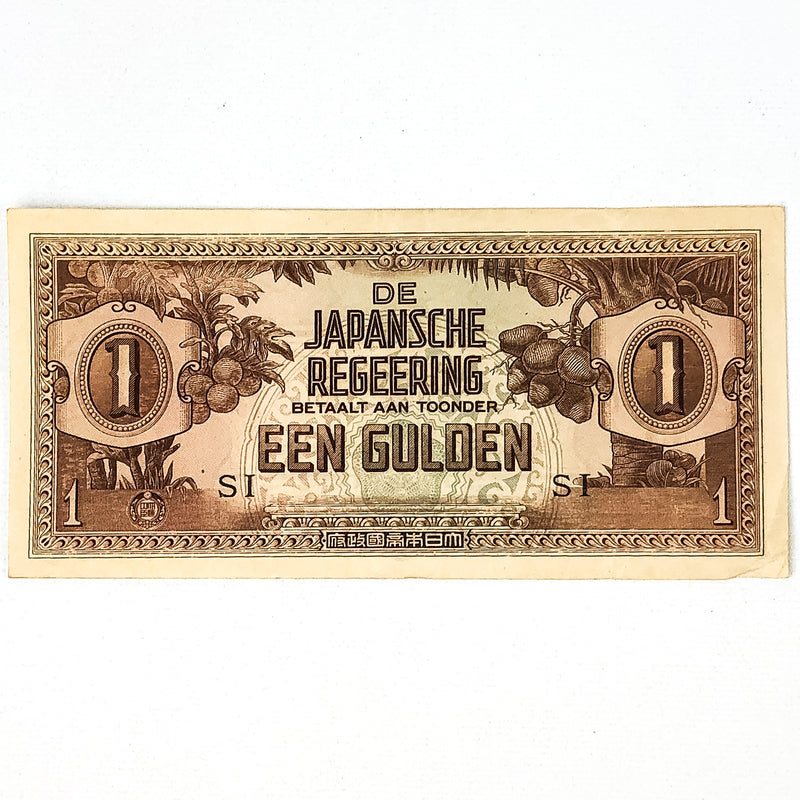 DE
JAPANSCHE
REGEERING
BETAALT AAN TOONDER
EEN GULDEN
1
1
SI
SI
1
1
府政國帝本日大